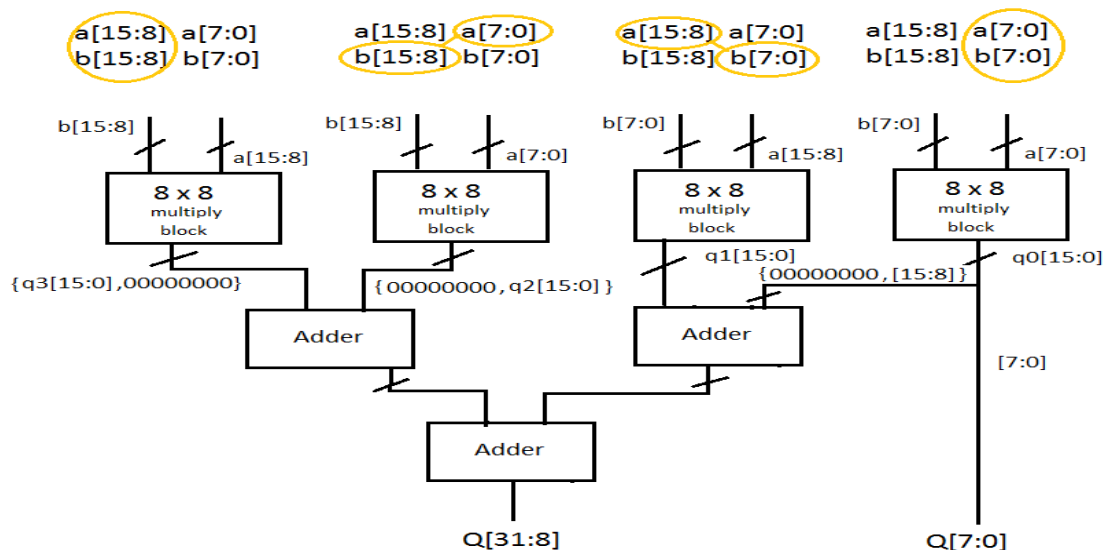 a[15:8] a[7:0] a[15:8] a[7:0] a[15:8] a[7:0] a[15:8] a[7:0]
b[15:8] b[7:0] b[15:8] b[7:0] b[15:8] b[7:0] b[15:8] b[7:0]
b[15:8] b[15:8] b[7:0] b[7:0]
a[15:8] a[7:0] a[15:8] a[7:0]
8 x 8 8 x 8 8 x 8 8 x 8
multiply multiply multiply multiply
block block block block
q1[15:0] q0[15:0]
{q3[15:0],00000000} {00000000,q2[15:0]} {00000000,[15:8]}
Adder Adder
[7:0]
Adder
Q[31:8] Q[7:0]